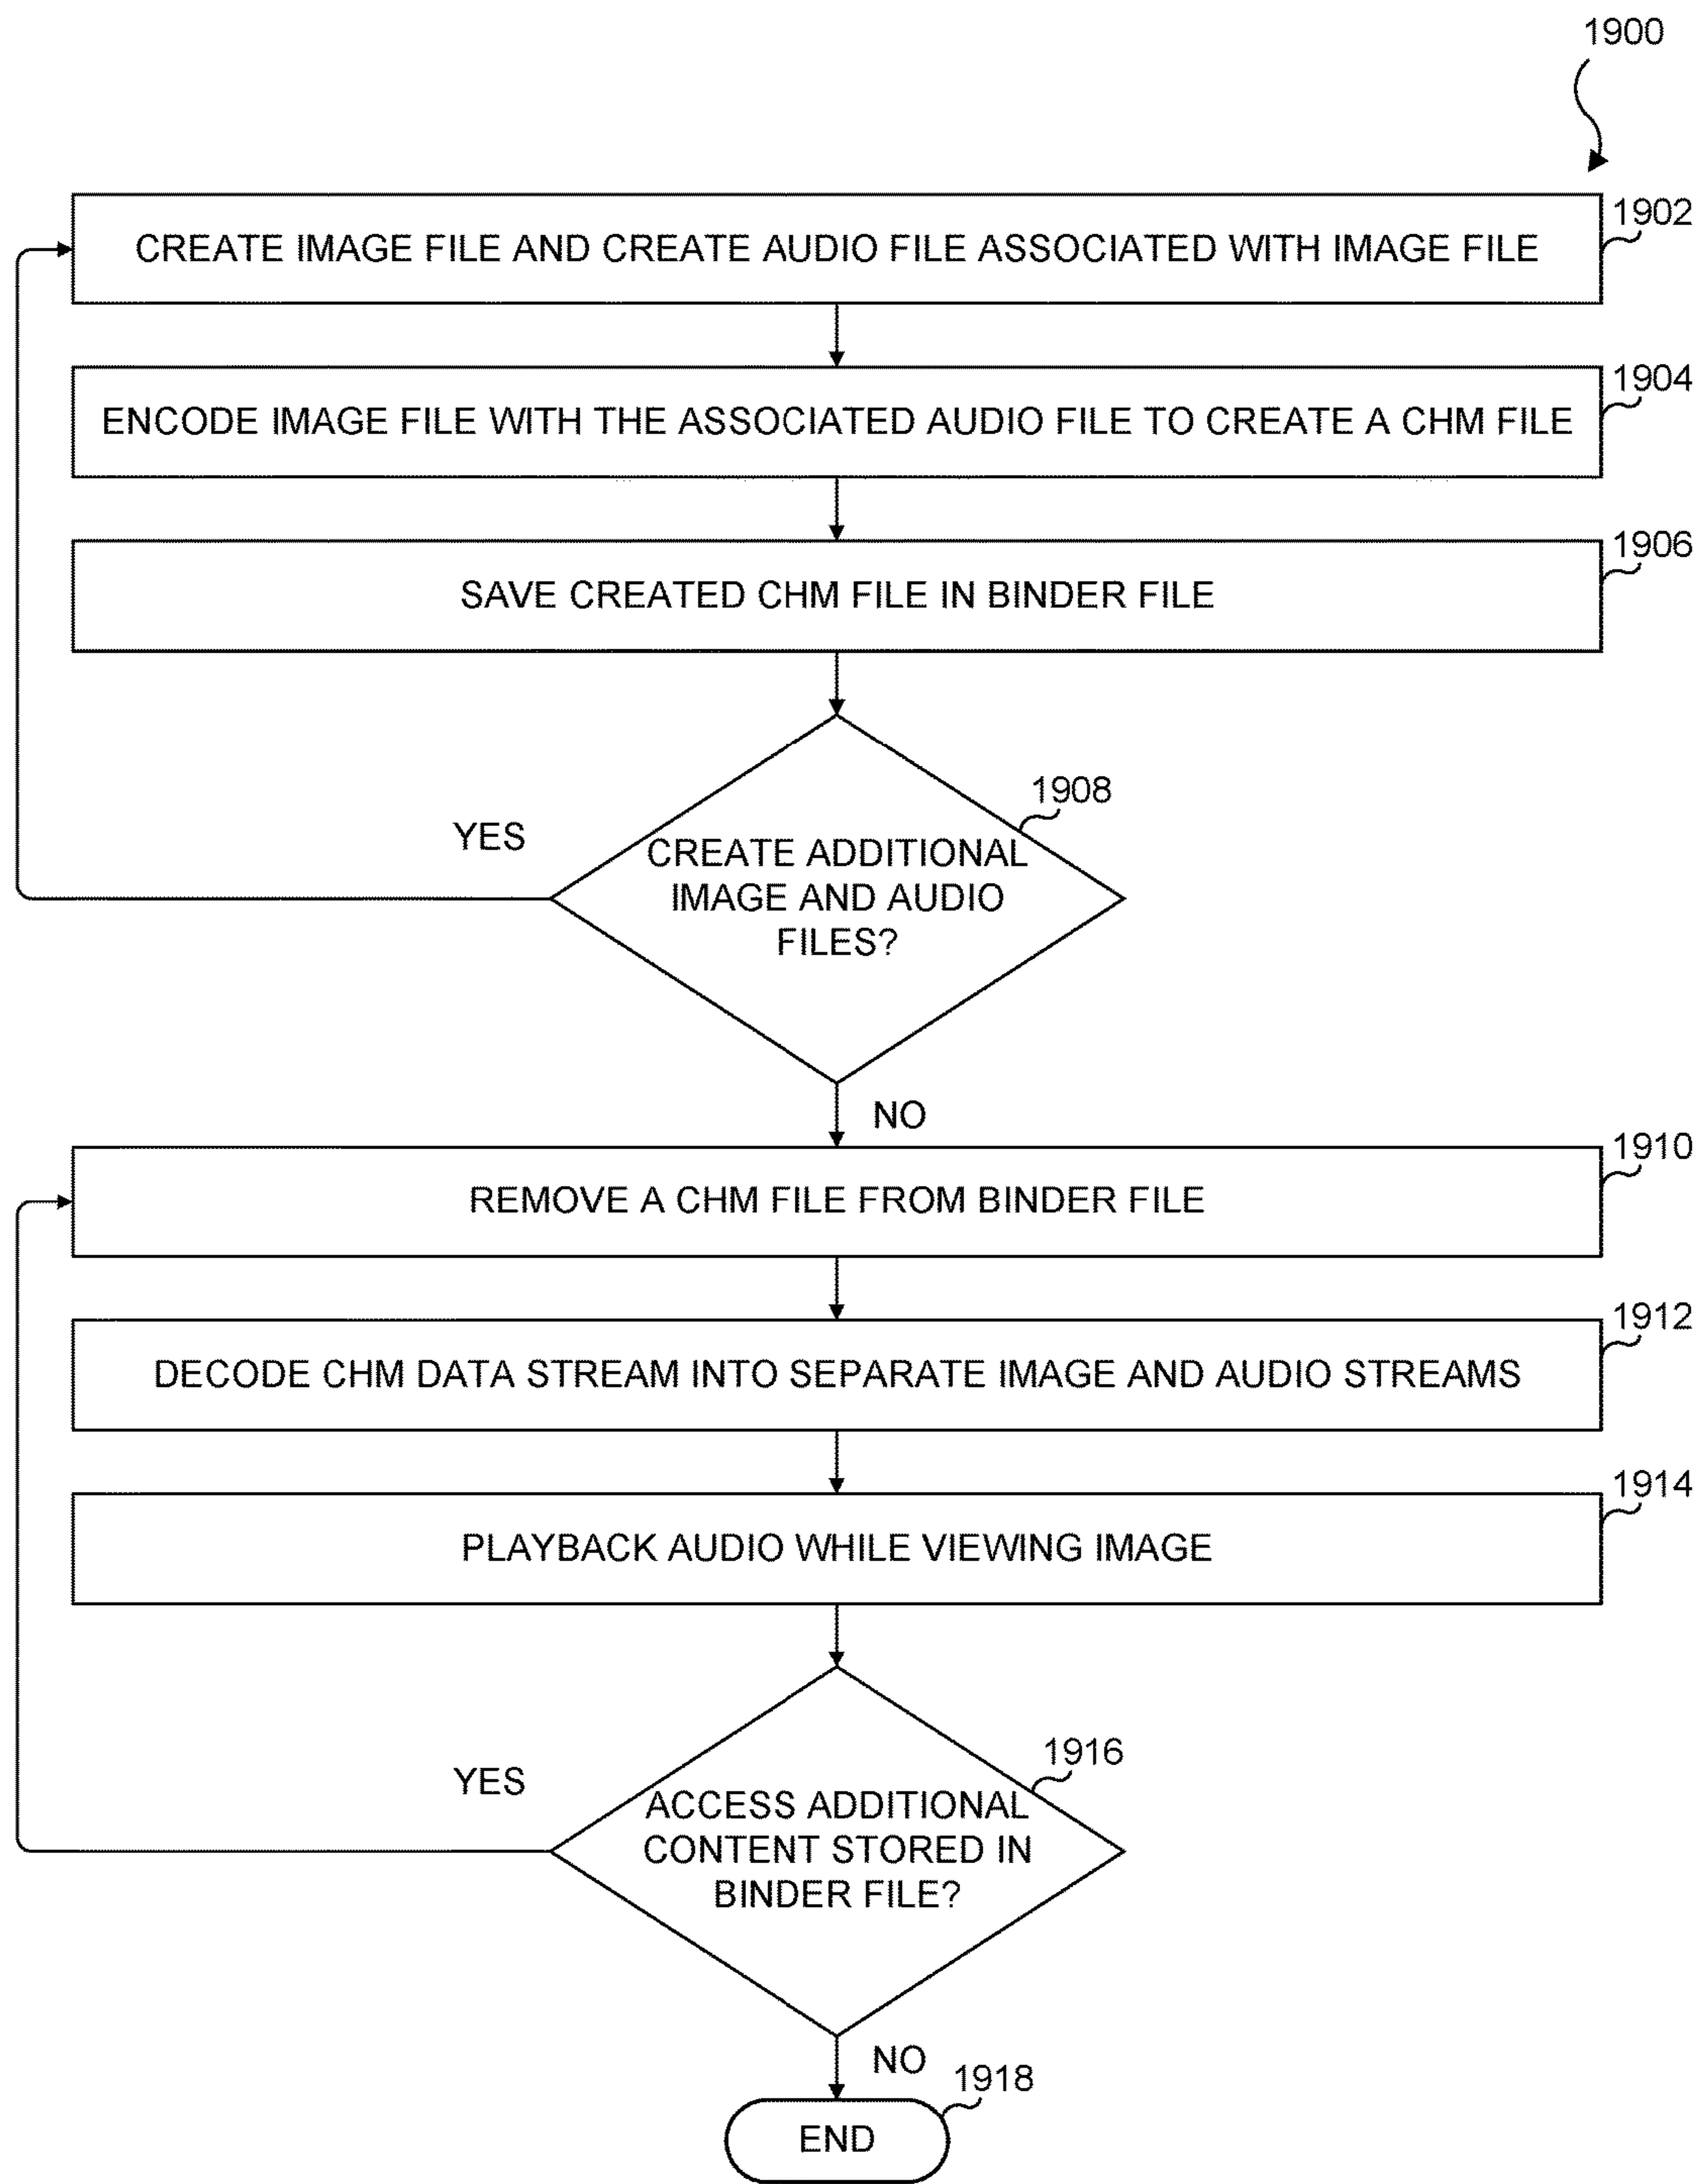 1900
1902
CREATE IMAGE FILE AND CREATE AUDIO FILE ASSOCIATED WITH IMAGE FILE
1904
ENCODE IMAGE FILE WITH THE ASSOCIATED AUDIO FILE TO CREATE A CHM FILE
1906
SAVE CREATED CHM FILE IN BINDER FILE
1908
YES
CREATE ADDITIONAL
IMAGE AND AUDIO
FILES?
NO
1910
REMOVE A CHM FILE FROM BINDER FILE
1912
DECODE CHM DATA STREAM INTO SEPARATE IMAGE AND AUDIO STREAMS
1914
PLAYBACK AUDIO WHILE VIEWING IMAGE
1916
YES
ACCESS ADDITIONAL
CONTENT STORED IN
BINDER FILE?
NO
1918
END